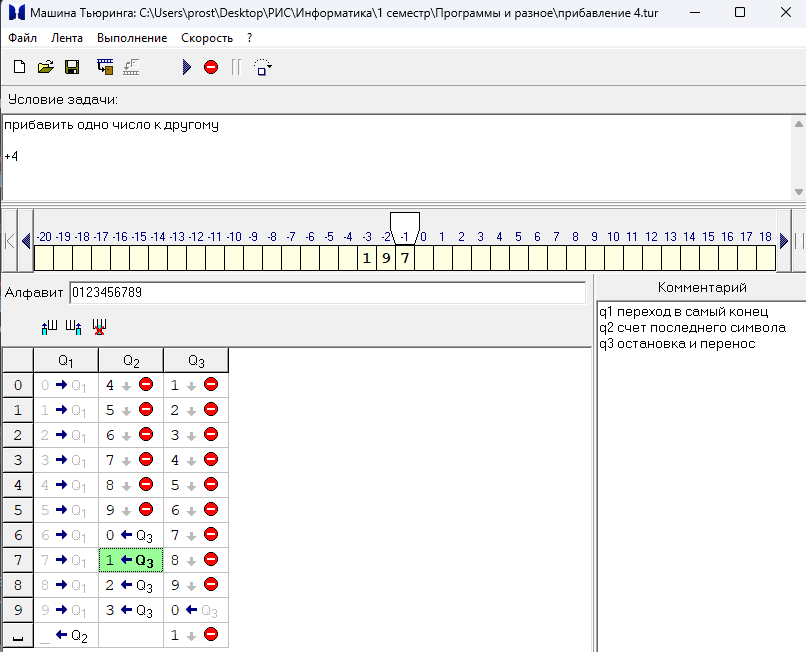 Машина Тьюринга: C:\Users\prost\Desktop\РИС\Информатика\1 семестр\Программы и разное\прибавление 4.tur
Файл Лента Выполнение Скорость ?
Условие задачи:
прибавить одно число к другому
+4
-20 -19 -18 -17 -16 -15 -14 -13 -12 -11 -10 -9 -8 -7 -6 -5 -4 -3 -2 -1 0 1 2 3 4 5 6 7 8 9 10 11 12 13 14 15 16 17 18
1 9 7
Алфавит 0123456789
Комментарий
q1 переход в самый конец
q2 счет последнего символа
q3 остановка и перенос
Q1 Q2 Q3
0 0 → Q1 4 ↓ 1 ↓
1 1 → Q1 5 ↓ 2 ↓
2 2 → Q1 6 ↓ 3 ↓
3 3 → Q1 7 ↓ 4 ↓
4 4 → Q1 8 ↓ 5 ↓
5 5 → Q1 9 ↓ 6 ↓
6 6 → Q1 0 ← Q3 7 ↓
7 7 → Q1 1 ← Q3 8 ↓
8 8 → Q1 2 ← Q3 9 ↓
9 9 → Q1 3 ← Q3 0 ← Q3
_ _ ← Q2 1 ↓